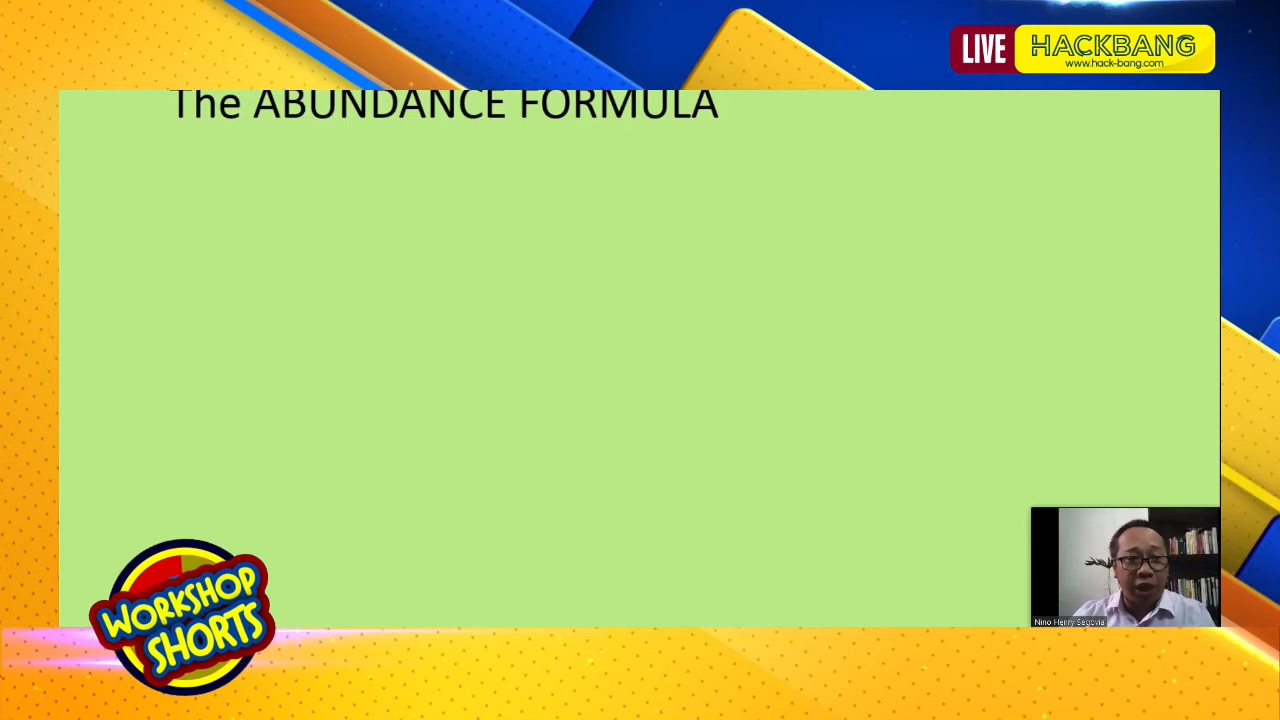 LIVE HACKBANG
www.hack-bang.com
The ABUNDANCE FORMULA
Nino Henry Segovia
WORKSHOP
SHORTS